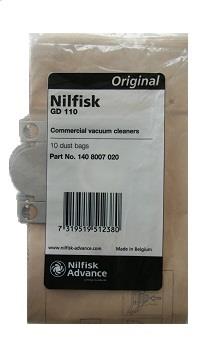 Original
Nilfisk
GD 110
Commercial vacuum cleaners
10 dust bags
Part No. 140 8007 020
7 319519 512380
www.nilfisk-advance.com Made in Belgium
Nilfisk
Advance